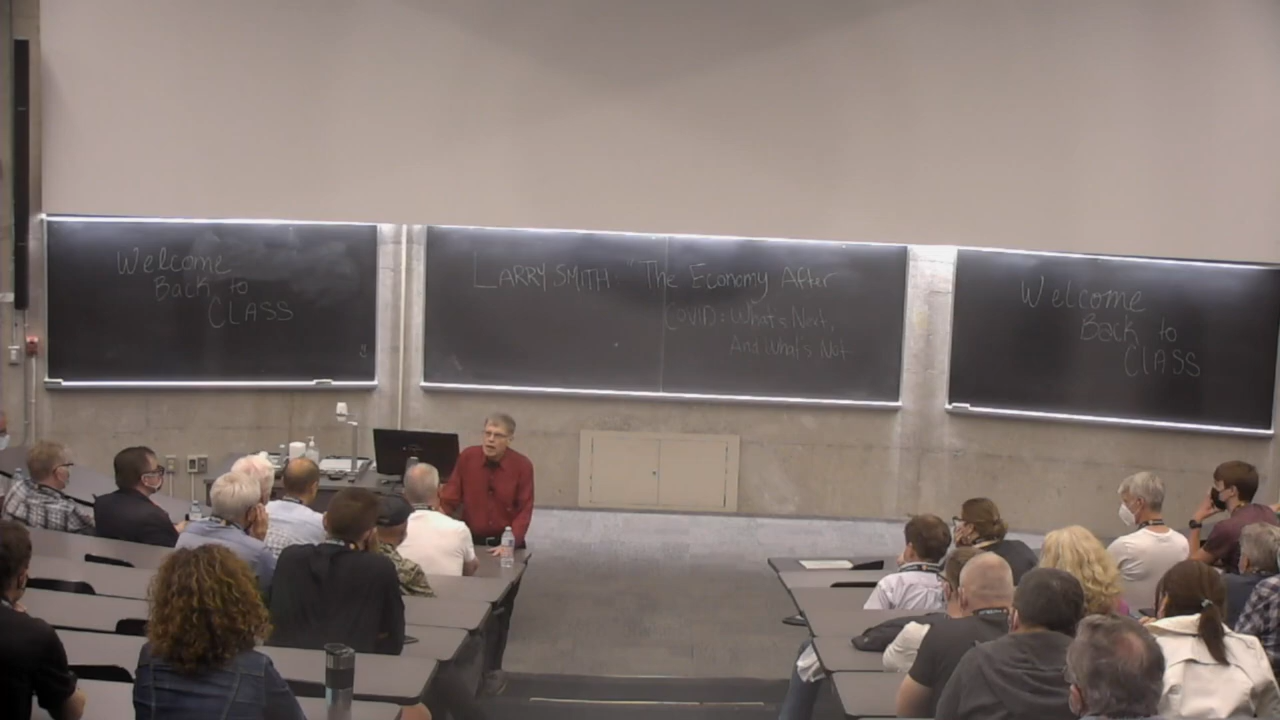 Welcome
Back to
CLASS
LARRY SMITH: "The Economy After
COVID: What's Next,
And What's Not
Welcome
Back to
CLASS